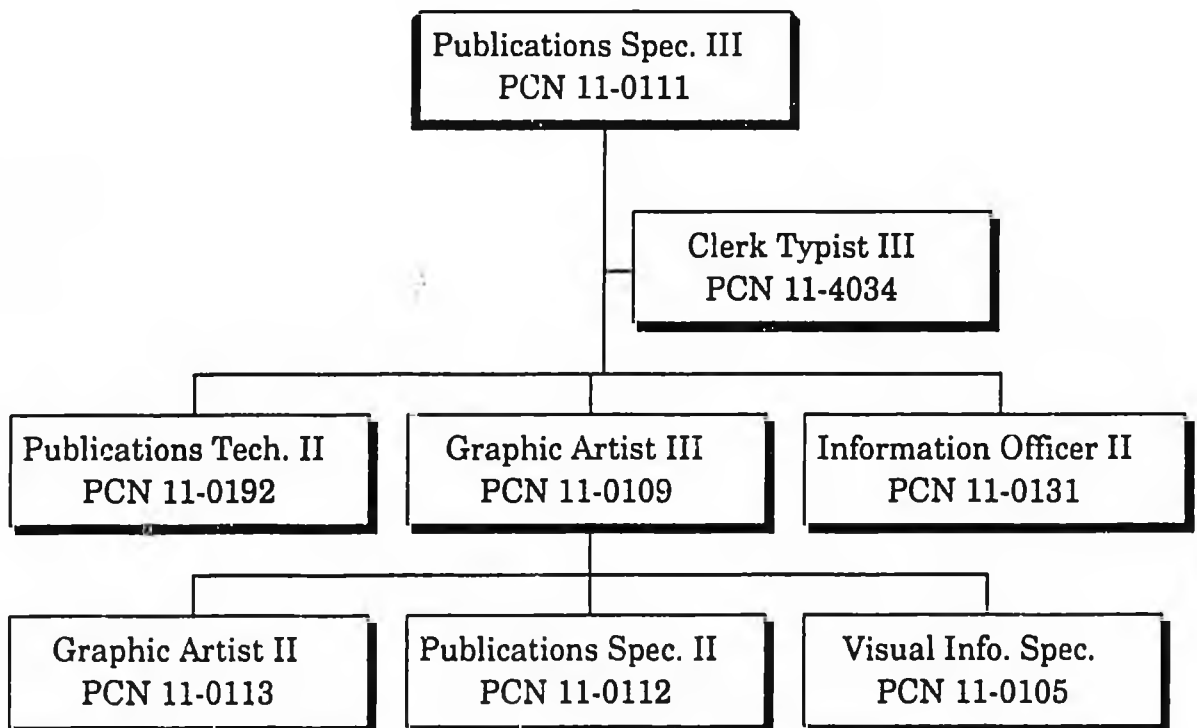 Publications Spec. III
PCN 11-0111
Clerk Typist III
PCN 11-4034
Publications Tech. II
PCN 11-0192
Graphic Artist III
PCN 11-0109
Information Officer II
PCN 11-0131
Graphic Artist II
PCN 11-0113
Publications Spec. II
PCN 11-0112
Visual Info. Spec.
PCN 11-0105